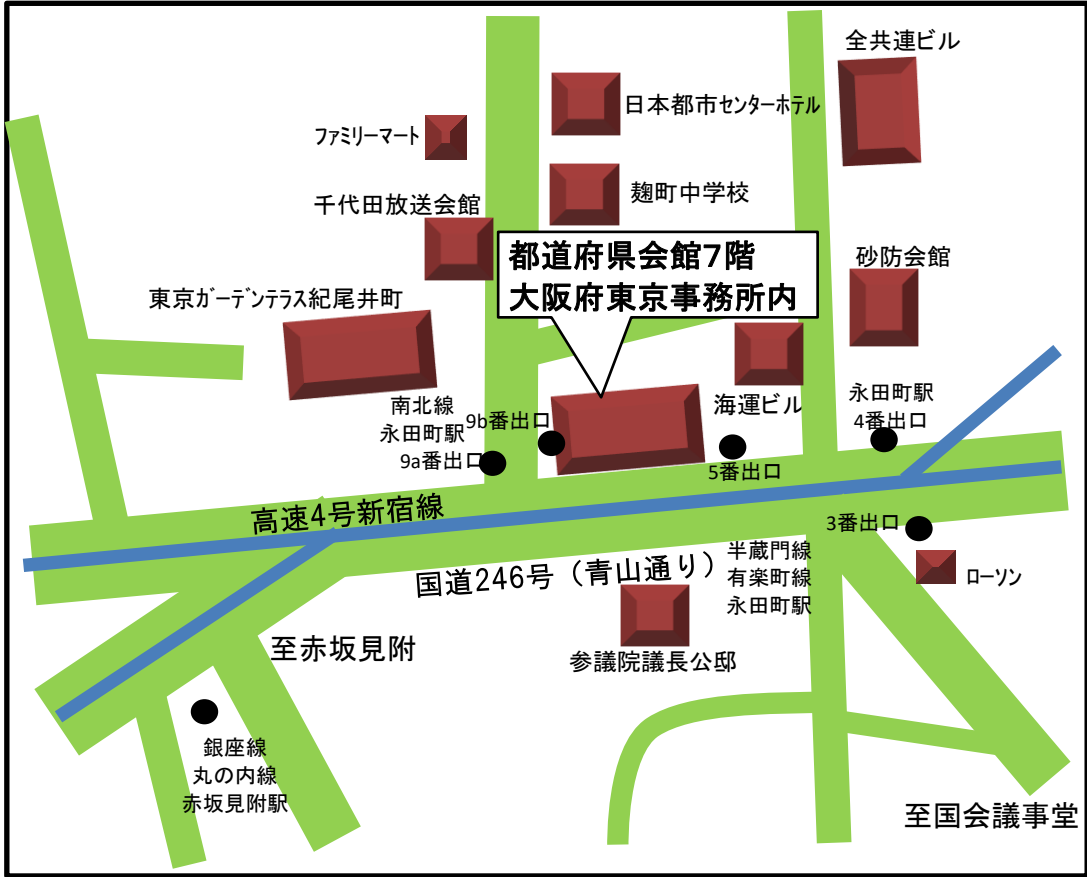 全共連ビル
日本都市センターホテル
ファミリーマート
麹町中学校
千代田放送会館
都道府県会館7階
大阪府東京事務所内
砂防会館
東京ガーデンテラス紀尾井町
海運ビル
永田町駅
4番出口
南北線
永田町駅
9a番出口
9b番出口
5番出口
高速4号新宿線
3番出口
国道246号（青山通り）
半蔵門線
有楽町線
永田町駅
ローソン
至赤坂見附
参議院議長公邸
銀座線
丸の内線
赤坂見附駅
至国会議事堂